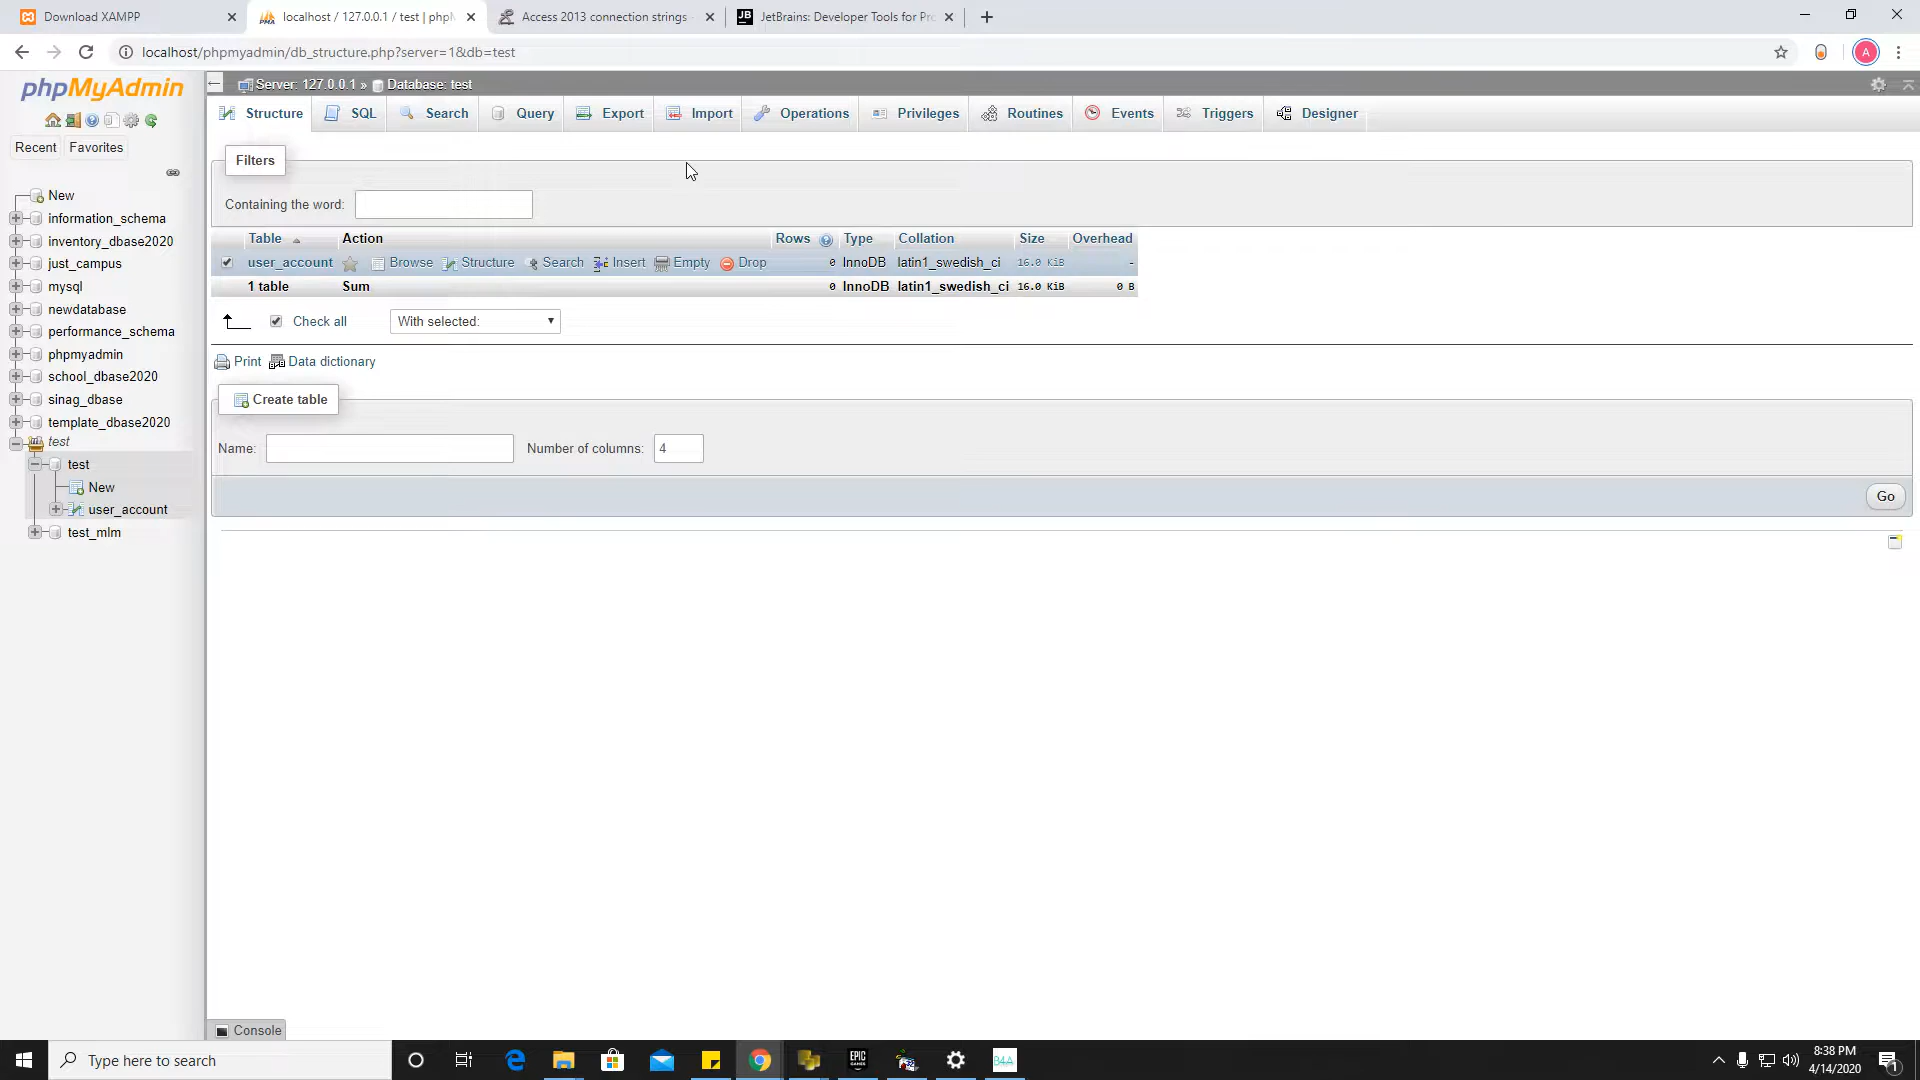 Download XAMPP
localhost / 127.0.0.1 / test | phpM
Access 2013 connection strings
JetBrains: Developer Tools for Pro
localhost/phpmyadmin/db_structure.php?server=1&db=test
A
phpMyAdmin
Recent
Favorites
New
information_schema
inventory_dbase2020
just_campus
mysql
newdatabase
performance_schema
phpmyadmin
school_dbase2020
sinag_dbase
template_dbase2020
test
test
New
user_account
test_mlm
Server: 127.0.0.1 » Database: test
Structure SQL Search Query Export Import Operations Privileges Routines Events Triggers Designer
Filters
Containing the word:
Table Action Rows Type Collation Size Overhead
user_account Browse Structure Search Insert Empty Drop 0 InnoDB latin1_swedish_ci 16.0 KiB -
1 table Sum 0 InnoDB latin1_swedish_ci 16.0 KiB 0 B
Check all With selected:
Print Data dictionary
Create table
Name: Number of columns: 4
Go
Console
Type here to search
EPIC GAMES
B4A
8:38 PM
4/14/2020
1